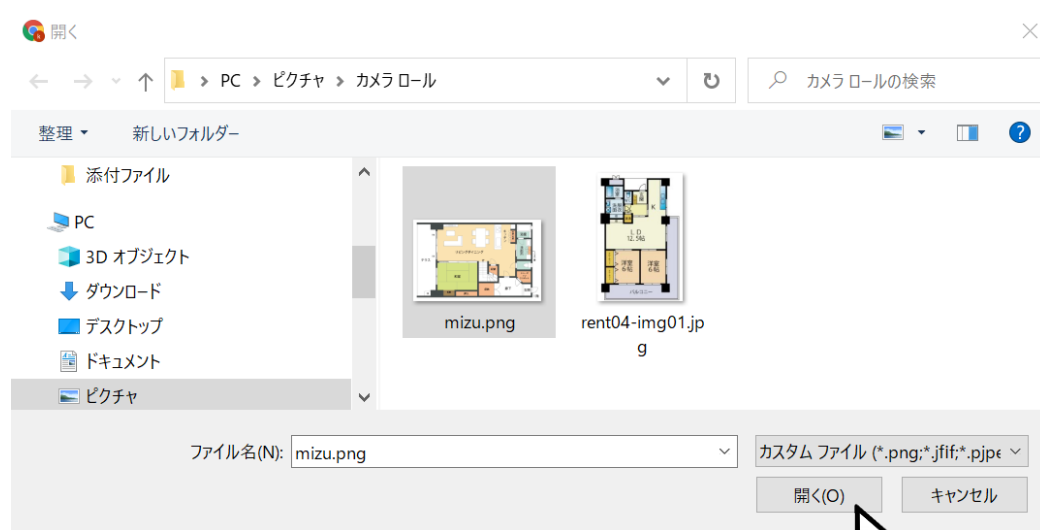 開く
PC ピクチャ カメラ ロール
カメラ ロールの検索
整理 新しいフォルダー
添付ファイル
PC
3D オブジェクト
ダウンロード
デスクトップ
ドキュメント
ピクチャ
mizu.png
L D
12.5帖
K
洋室
6帖
洋室
6帖
バルコニー
rent04-img01.jp
g
ファイル名(N): mizu.png
カスタム ファイル (*.png;*.jfif;*.pjpe
開く(O) キャンセル